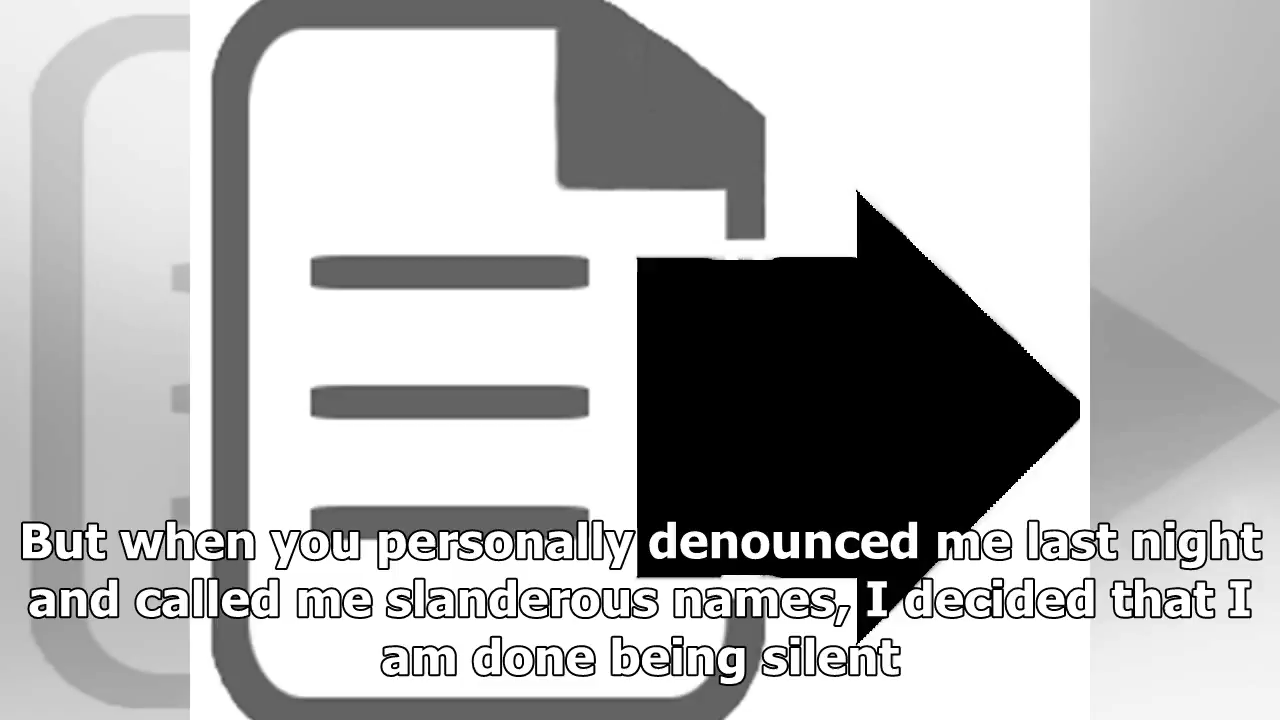 But when you personally denounced me last night
and called me slanderous names, I decided that I
am done being silent